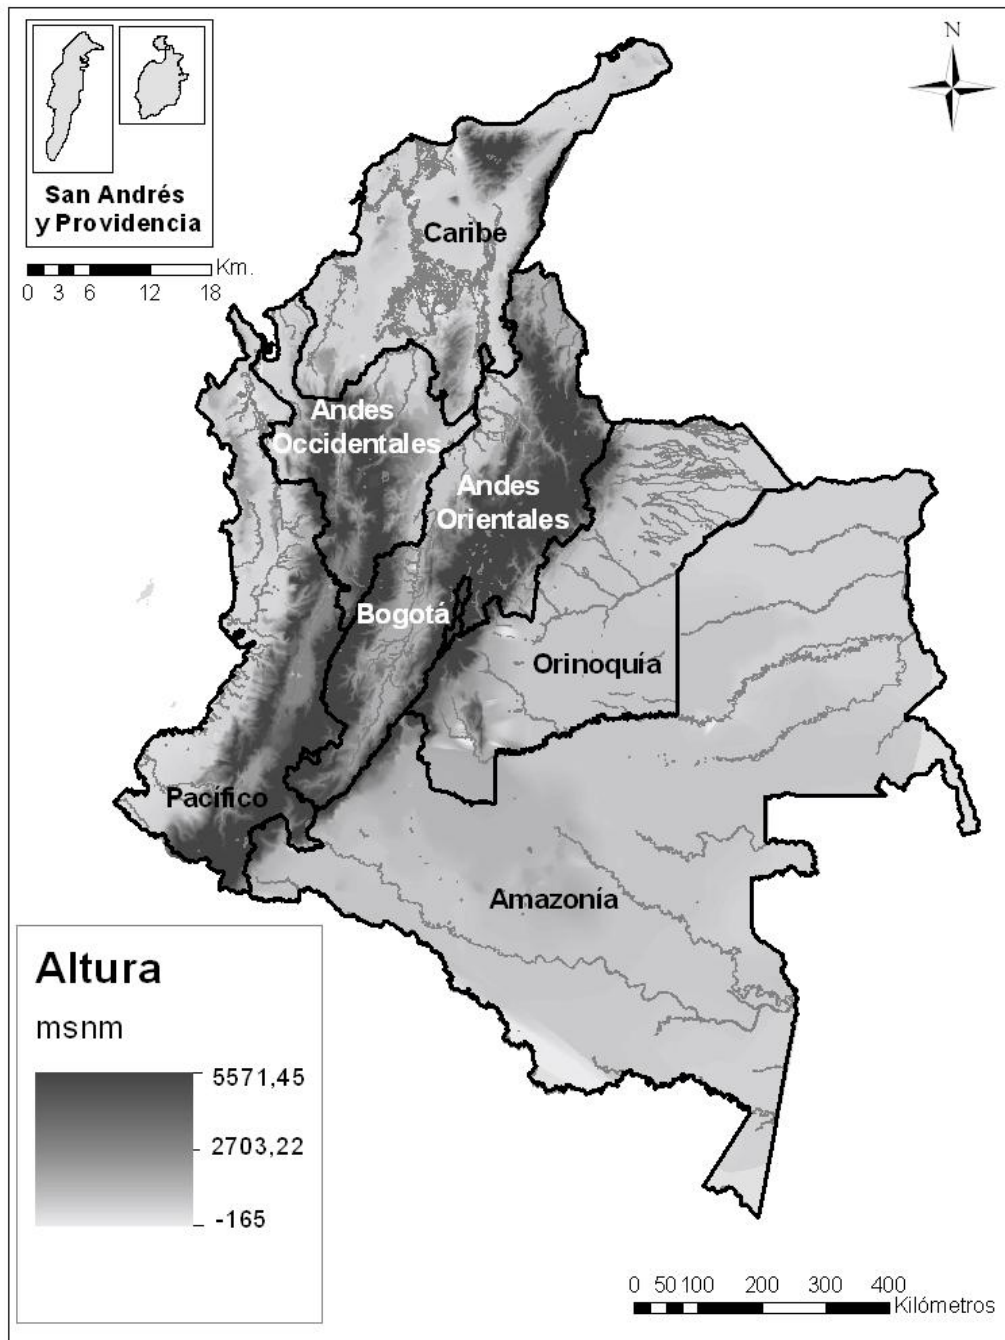 N
San Andrés
y Providencia
Km.
0 3 6 12 18
Caribe
Andes
Occidentales
Andes
Orientales
Bogotá
Orinoquía
Pacífico
Amazonía
Altura
msnm
5571,45
2703,22
-165
0 50 100 200 300 400
Kilómetros